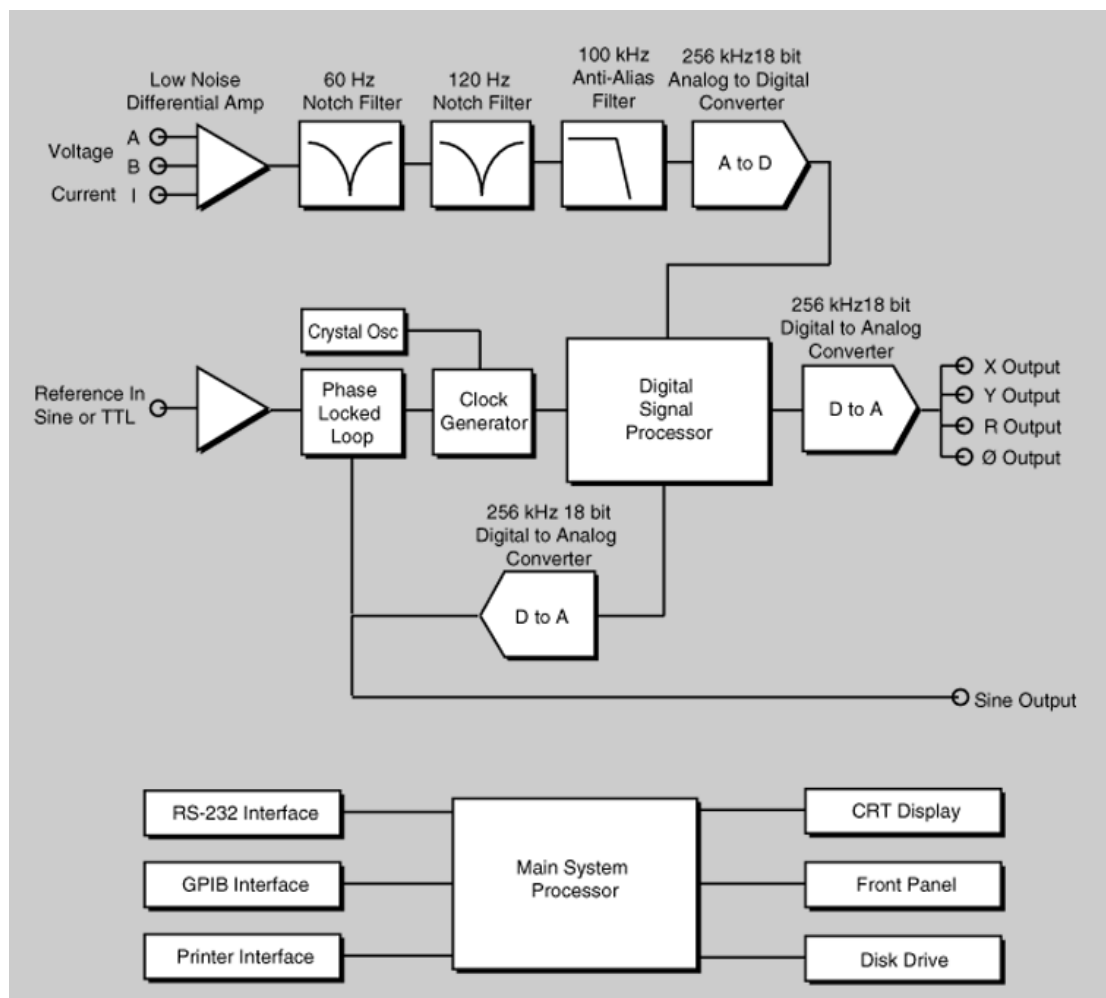 Low Noise
Differential Amp
60 Hz
Notch Filter
120 Hz
Notch Filter
100 kHz
Anti-Alias
Filter
256 kHz18 bit
Analog to Digital
Converter
Voltage
A
B
Current I
A to D
Crystal Osc
Reference In
Sine or TTL
Phase
Locked
Loop
Clock
Generator
Digital
Signal
Processor
256 kHz18 bit
Digital to Analog
Converter
D to A
X Output
Y Output
R Output
Ø Output
256 kHz 18 bit
Digital to Analog
Converter
D to A
Sine Output
RS-232 Interface
GPIB Interface
Printer Interface
Main System
Processor
CRT Display
Front Panel
Disk Drive